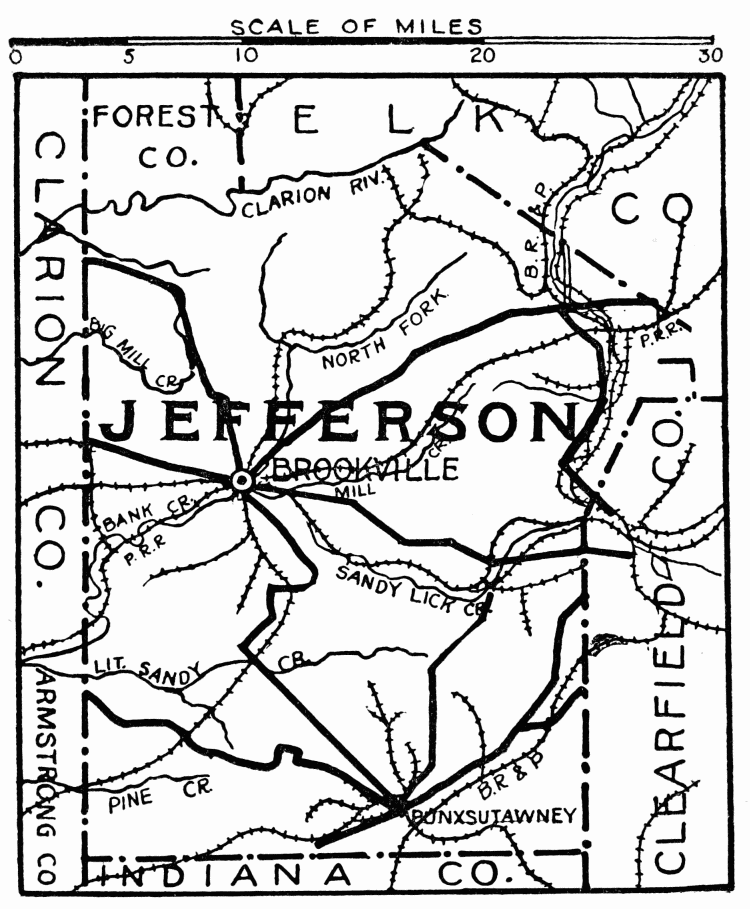 SCALE OF MILES
0 5 10 20 30
FOREST
CO.
E L K
CO
CLARION CO.
CLARION RIV.
B.R. & P.
BIG MILL CR.
NORTH FORK.
P.R.R.
JEFFERSON
BROOKVILLE
MILL
CR.
BANK CR.
P.R.R
SANDY LICK CR.
LIT. SANDY CR.
CLEARFIELD CO.
ARMSTRONG CO
PINE CR.
B.R & P
PUNXSUTAWNEY
INDIANA CO.